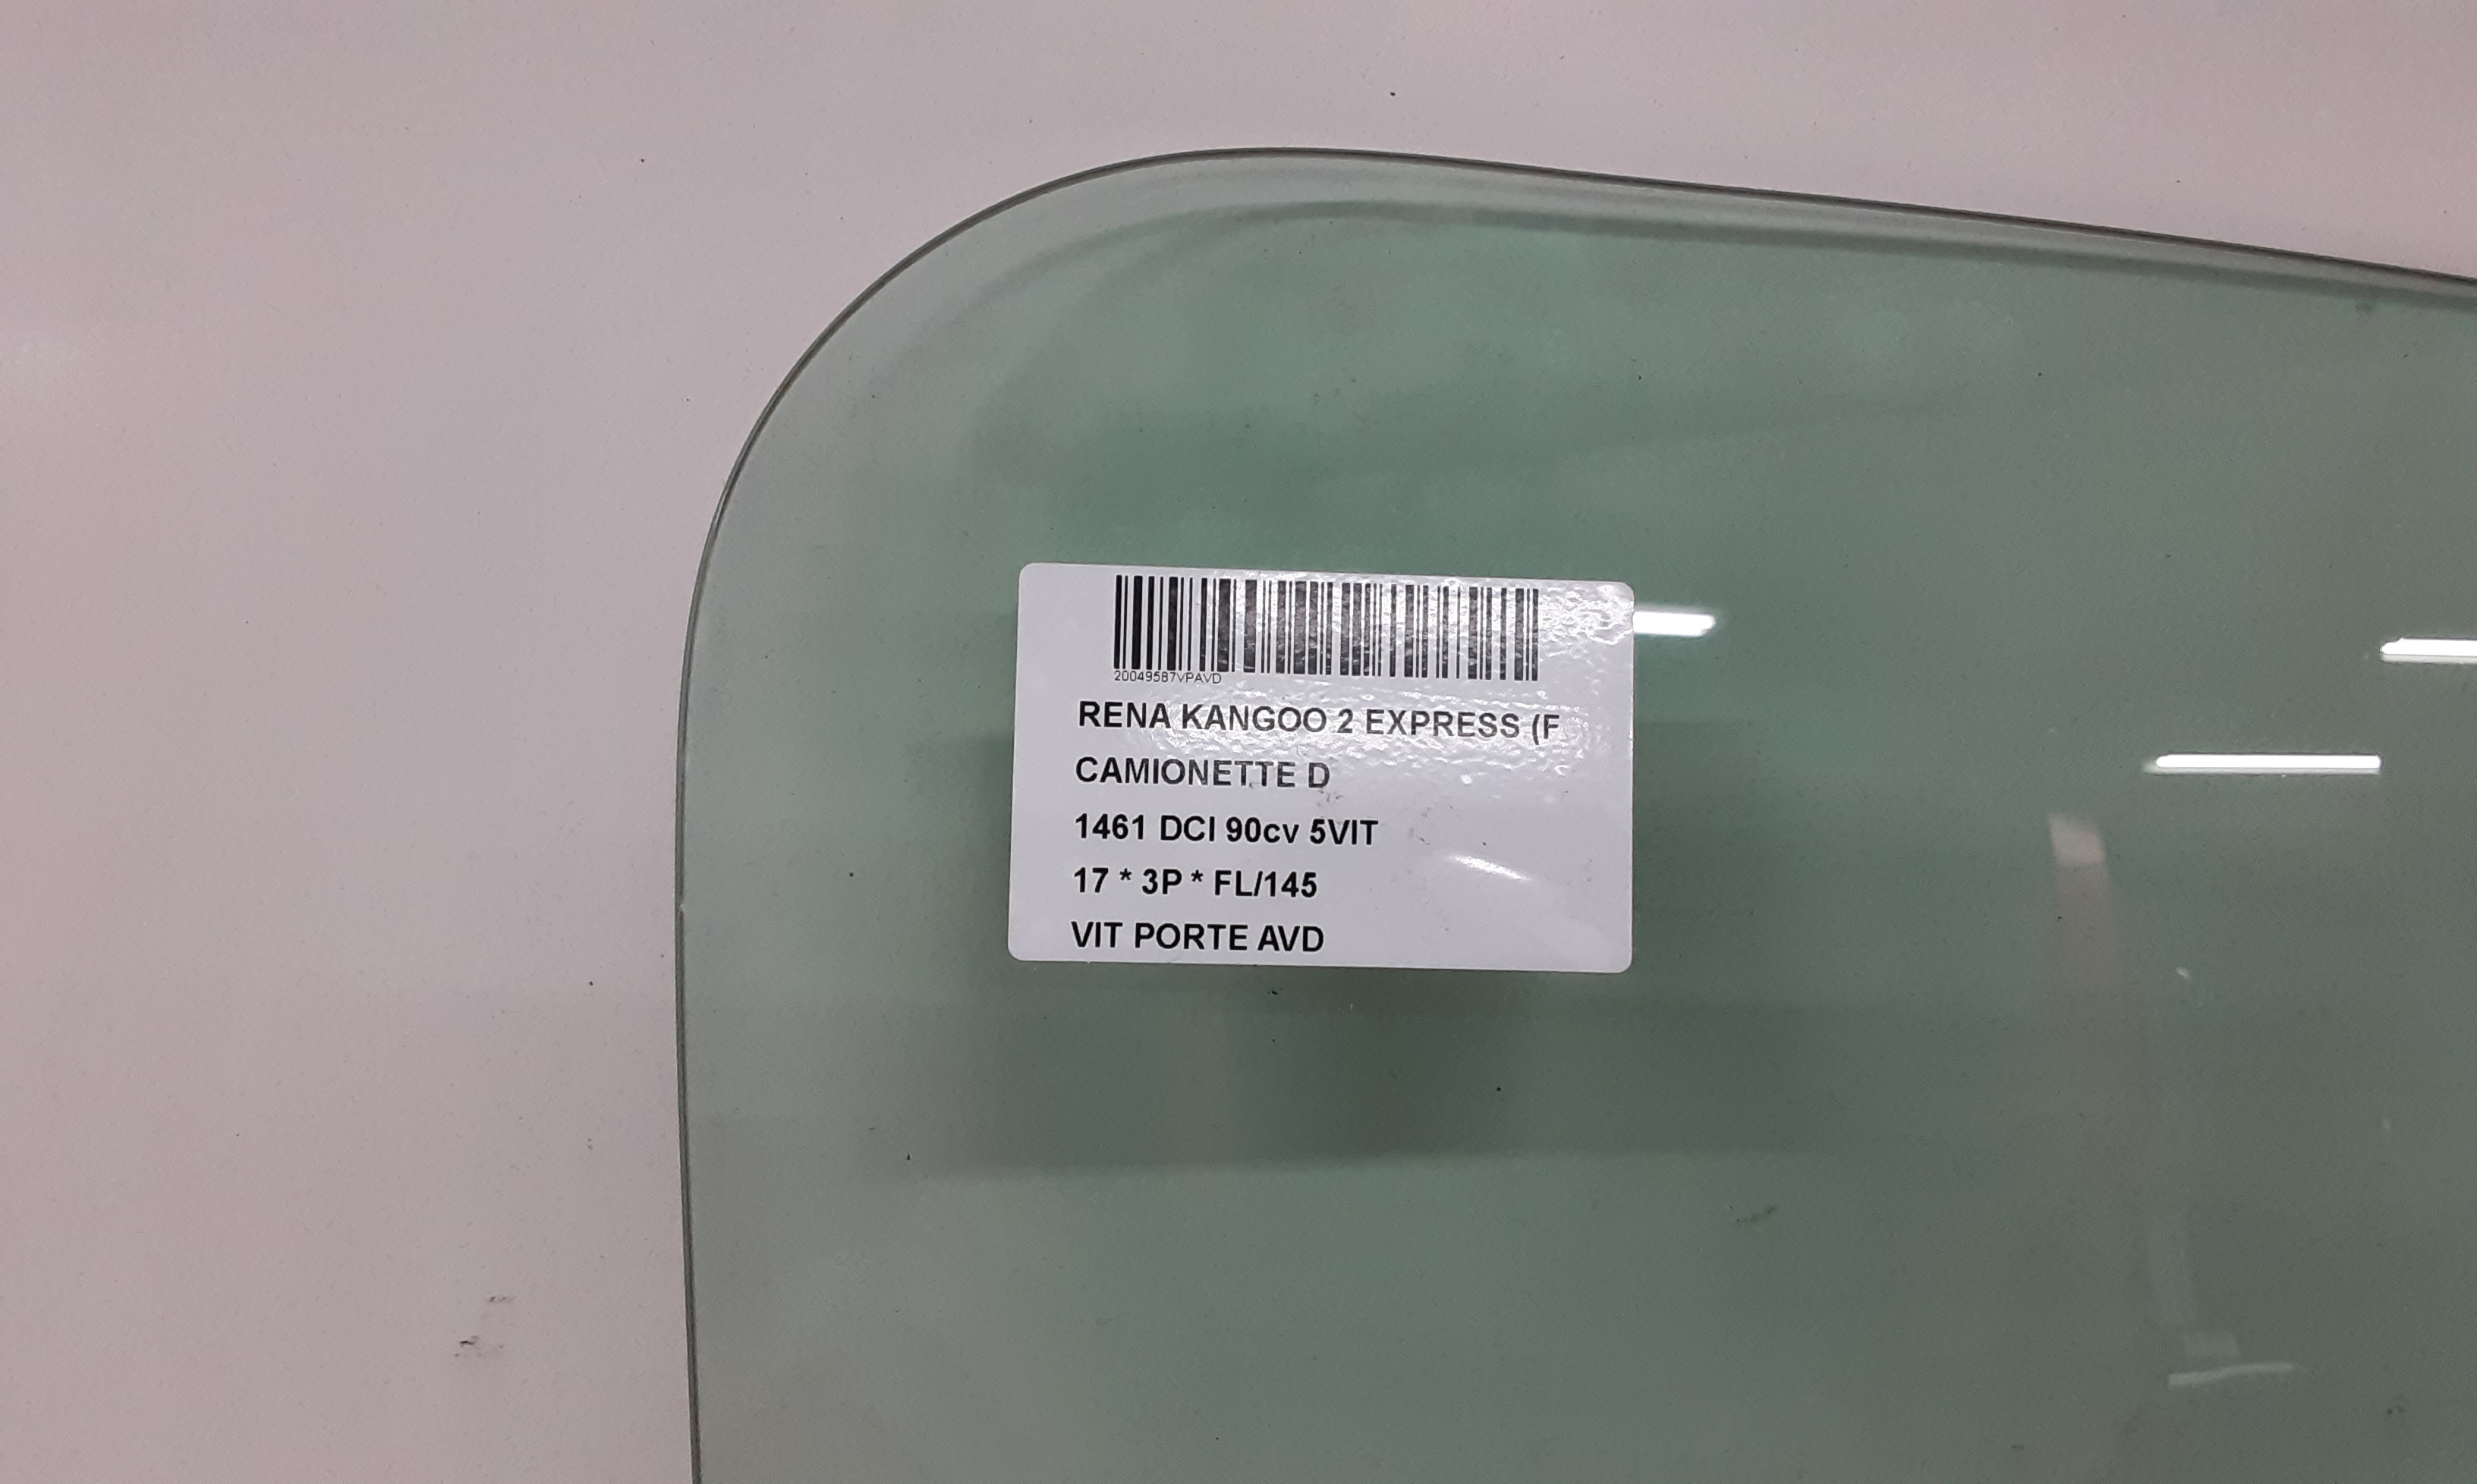 20049587VPAVD
RENA KANGOO 2 EXPRESS (F
CAMIONETTE D
1461 DCI 90cv 5VIT
17 * 3P * FL/145
VIT PORTE AVD